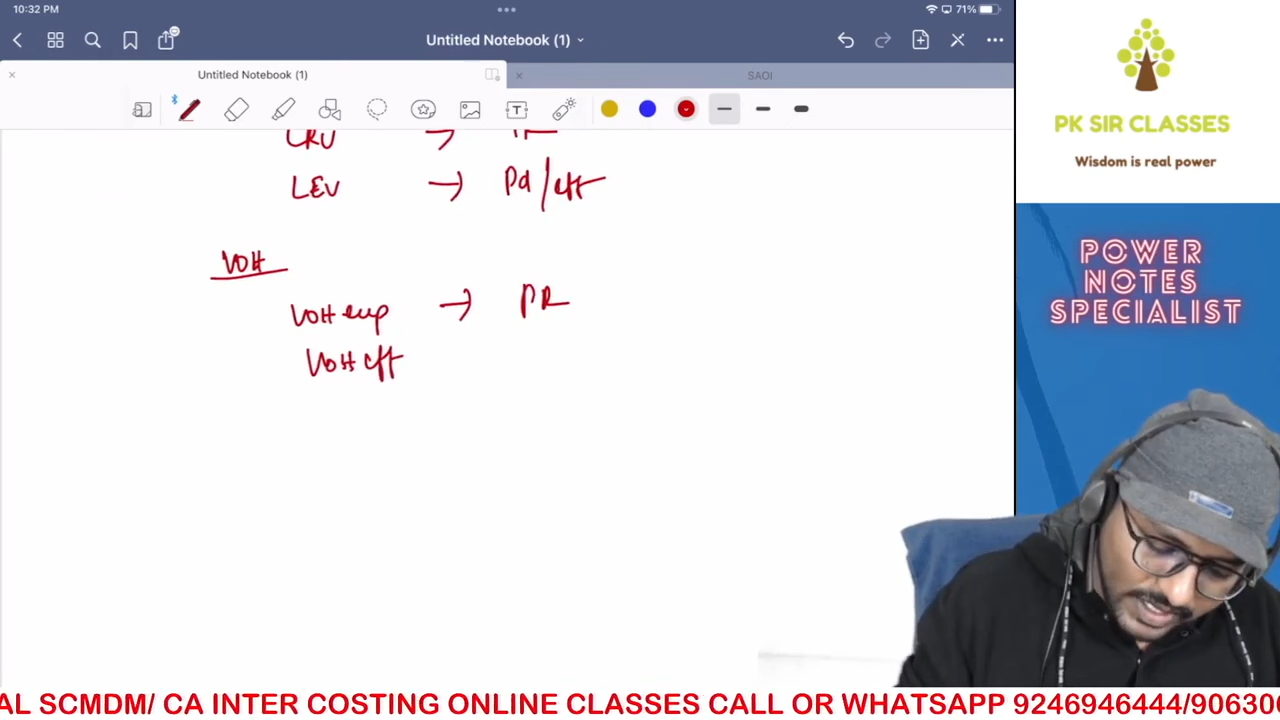 10:32 PM
71%
Untitled Notebook (1)
Untitled Notebook (1)
SAOI
LRV →
LEV → Pd/eff
VOH
VOH exp → PR
VOH eff
PK SIR CLASSES
Wisdom is real power
POWER
NOTES
SPECIALIST
AL SCMDM/ CA INTER COSTING ONLINE CLASSES CALL OR WHATSAPP 9246946444/90630